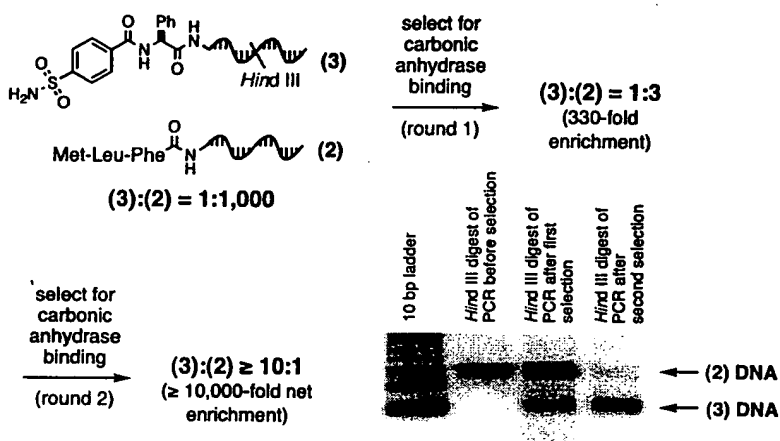 O
Ph
H
N
N
H
O
O
O
S
H₂N
Hind III
(3)
select for
carbonic
anhydrase
binding
(round 1)
(3):(2) = 1:3
(330-fold
enrichment)
O
Met-Leu-Phe
N
H
(2)
(3):(2) = 1:1,000
10 bp ladder
Hind III digest of
PCR before selection
Hind III digest of
PCR after first
selection
Hind III digest of
PCR after
second selection
select for
carbonic
anhydrase
binding
(round 2)
(3):(2) ≥ 10:1
(≥ 10,000-fold net
enrichment)
(2) DNA
(3) DNA